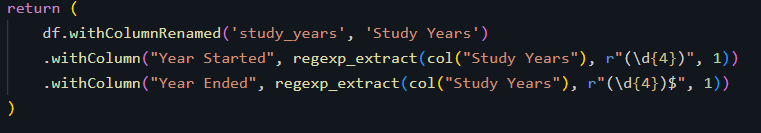 return (
    df.withColumnRenamed('study_years', 'Study Years')
    .withColumn("Year Started", regexp_extract(col("Study Years"), r"(\d{4})", 1))
    .withColumn("Year Ended", regexp_extract(col("Study Years"), r"(\d{4})$", 1))
)